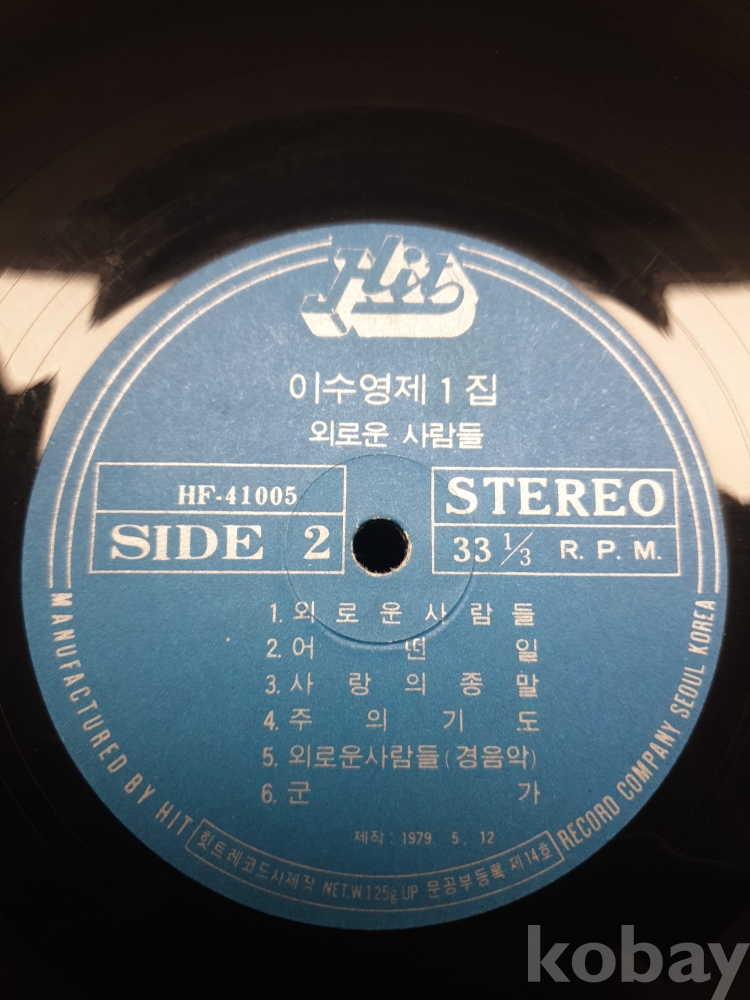 Hit
이수영제 1 집
외로운 사람들
HF-41005
SIDE 2
STEREO
33 1/3 R. P. M.
1. 외로운사람들
2. 어떤일
3. 사랑의종말
4. 주의기도
5. 외로운사람들(경음악)
6. 군가
제작 : 1979. 5. 12
MANUFACTURED BY HIT
힛트레코드사제작 NET.W.125g UP 문공부등록 제14호
RECORD COMPANY SEOUL KOREA
kobay